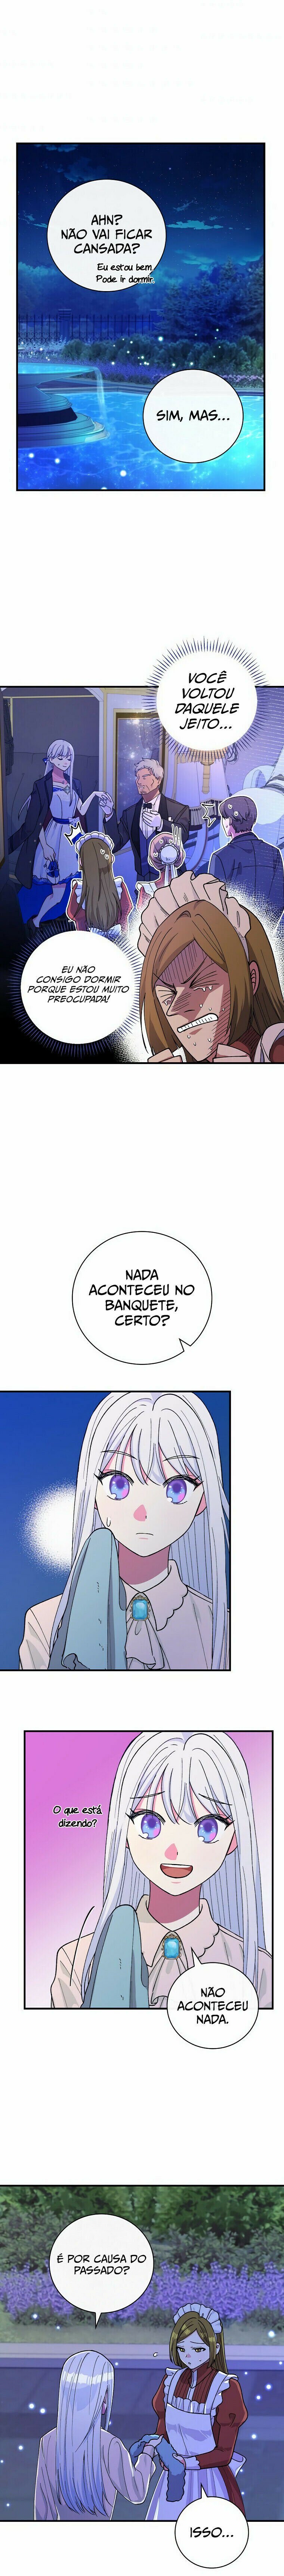 AHN?
NÃO VAI FICAR
CANSADA?
Eu estou bem.
Pode ir dormir.
SIM, MAS...
VOCÊ
VOLTOU
DAQUELE
JEITO...
EU NÃO
CONSIGO DORMIR
PORQUE ESTOU MUITO
PREOCUPADA!
NADA
ACONTECEU NO
BANQUETE,
CERTO?
O que está
dizendo?
NÃO
ACONTECEU
NADA.
É POR CAUSA DO
PASSADO?
ISSO...